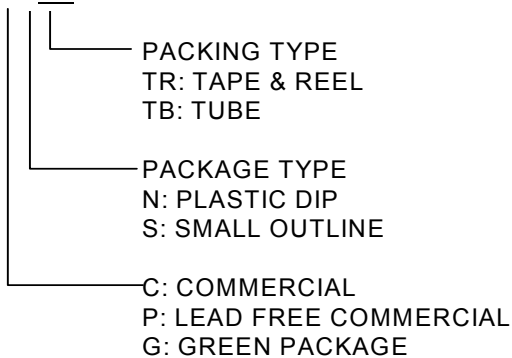 PACKING TYPE
TR: TAPE & REEL
TB: TUBE
PACKAGE TYPE
N: PLASTIC DIP
S: SMALL OUTLINE
C: COMMERCIAL
P: LEAD FREE COMMERCIAL
G: GREEN PACKAGE